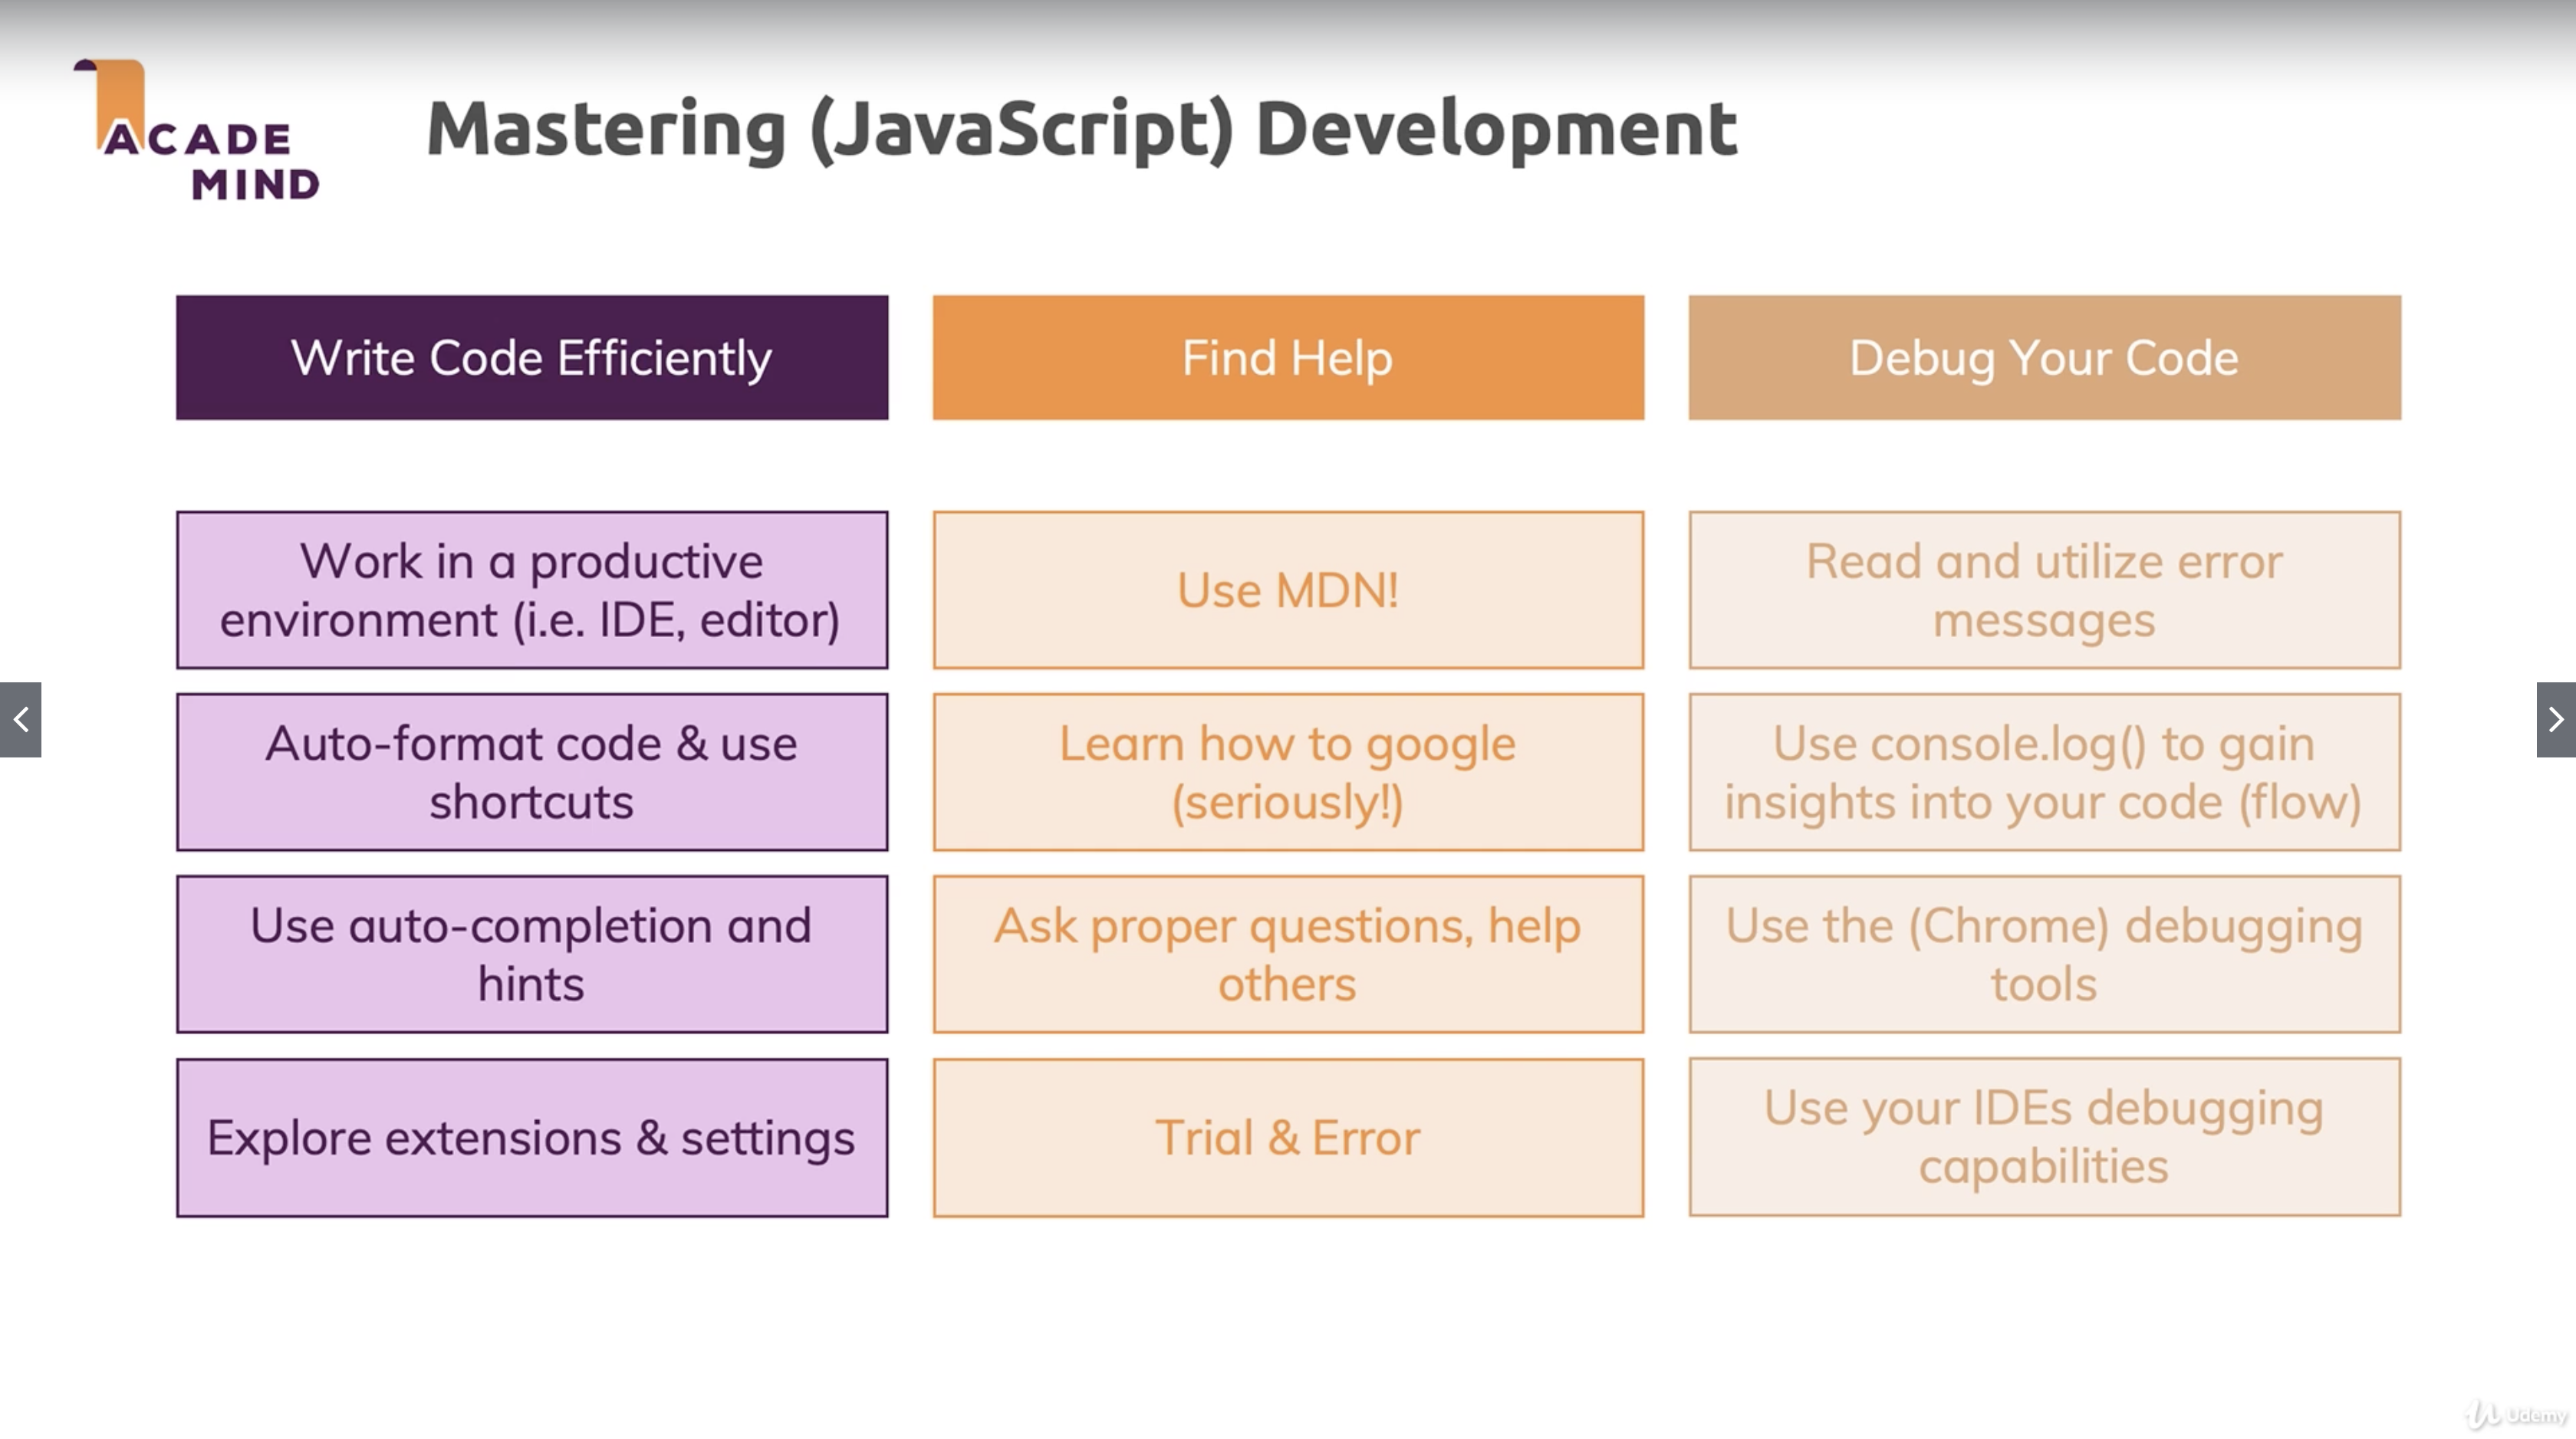 ACADE
MIND
Mastering (JavaScript) Development
Write Code Efficiently
Work in a productive
environment (i.e. IDE, editor)
Auto-format code & use
shortcuts
Use auto-completion and
hints
Explore extensions & settings
Find Help
Use MDN!
Learn how to google
(seriously!)
Ask proper questions, help
others
Trial & Error
Debug Your Code
Read and utilize error
messages
Use console.log() to gain
insights into your code (flow)
Use the (Chrome) debugging
tools
Use your IDEs debugging
capabilities
Udemy